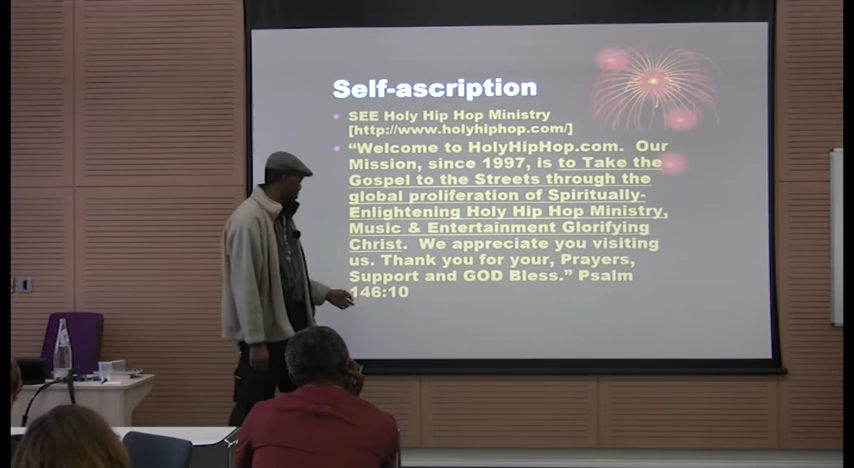 Self-ascription
SEE Holy Hip Hop Ministry
[http://www.holyhiphop.com/]
“Welcome to HolyHipHop.com. Our
Mission, since 1997, is to Take the
Gospel to the Streets through the
global proliferation of Spiritually-
Enlightening Holy Hip Hop Ministry,
Music & Entertainment Glorifying
Christ. We appreciate you visiting
us. Thank you for your, Prayers,
Support and GOD Bless.” Psalm
146:10